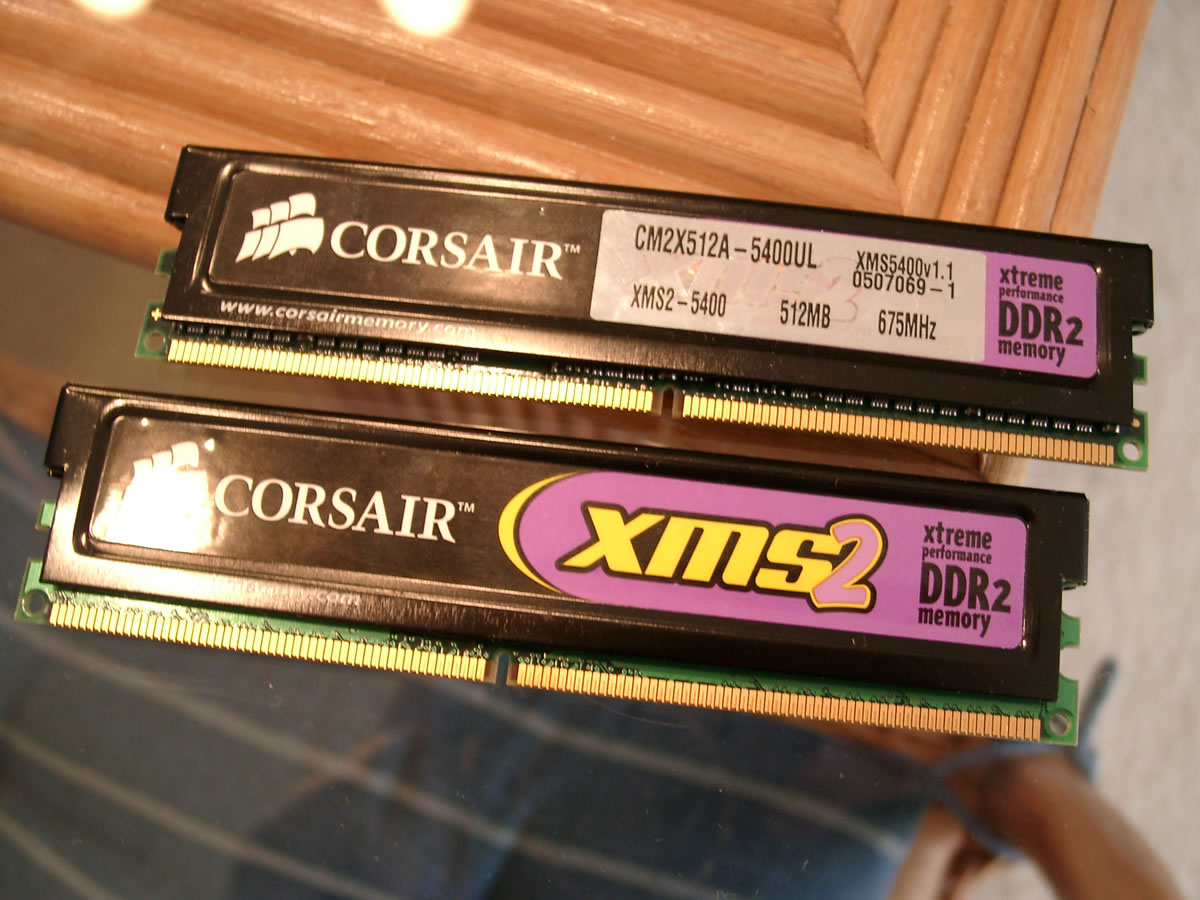 CORSAIR™
www.corsairmemory.com
CM2X512A-5400UL
XMS5400v1.1
0507069-1
XMS2-5400 512MB 675MHz
xtreme
performance
DDR2
memory
CORSAIR™
xms2
xtreme
performance
DDR2
memory